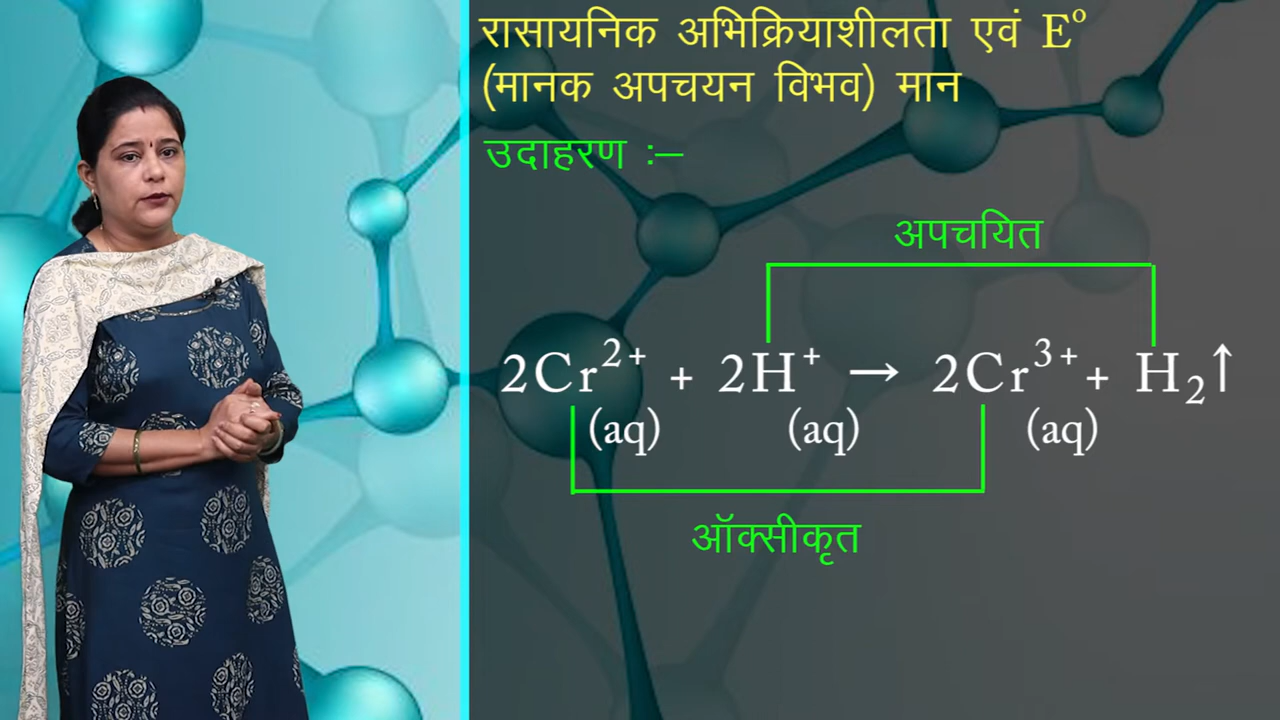 रासायनिक अभिक्रियाशीलता एवं E°
(मानक अपचयन विभव) मान
उदाहरण :–
अपचयित
2Cr²⁺ + 2H⁺ → 2Cr³⁺ + H₂↑
(aq) (aq) (aq)
ऑक्सीकृत